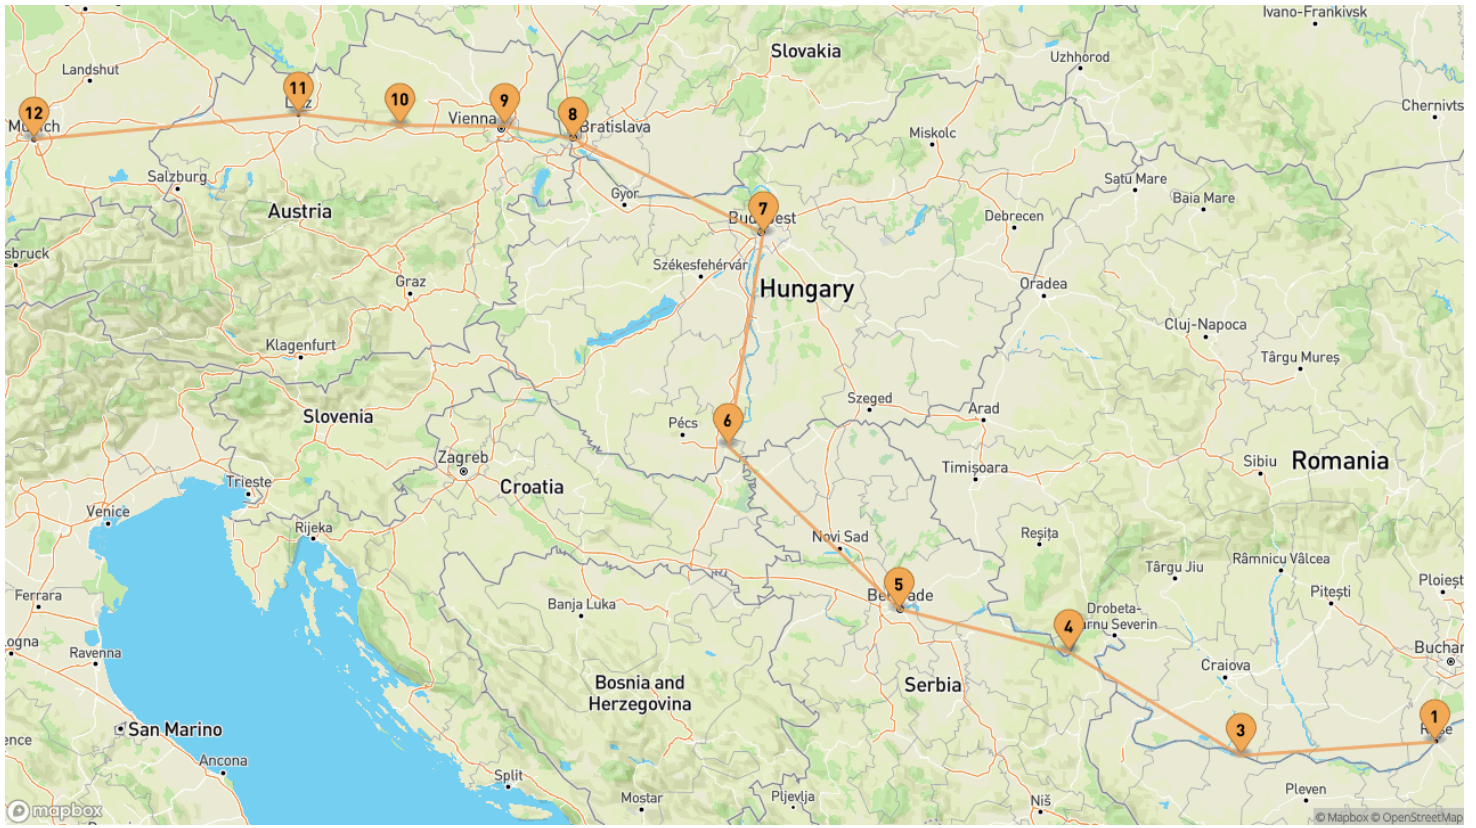 Ivano-Frankivsk
Slovakia
Uzhhorod
Landshut
11
10
9
12
8
Vienna
Bratislava
Chernivts
Miskolc
Salzburg
Satu Mare
Baia Mare
Austria
Gyor
7
Debrecen
sbruck
Székesfehérvár
Graz
Hungary
Oradea
Cluj-Napoca
Klagenfurt
Târgu Mureș
Slovenia
Szeged
Arad
6
Pécs
Zagreb
Timișoara
Sibiu
Romania
Trieste
Croatia
Venice
Rijeka
Novi Sad
Reșița
Râmnicu Vâlcea
Târgu Jiu
Ploiești
Pitești
5
Ferrara
Banja Luka
Drobeta-
urnu Severin
4
logna
Ravenna
Buchar
Craiova
Bosnia and
Herzegovina
Serbia
1
3
San Marino
ence
Ancona
Split
Pljevlja
Mostar
Niš
Pleven
mapbox
© Mapbox © OpenStreetMap